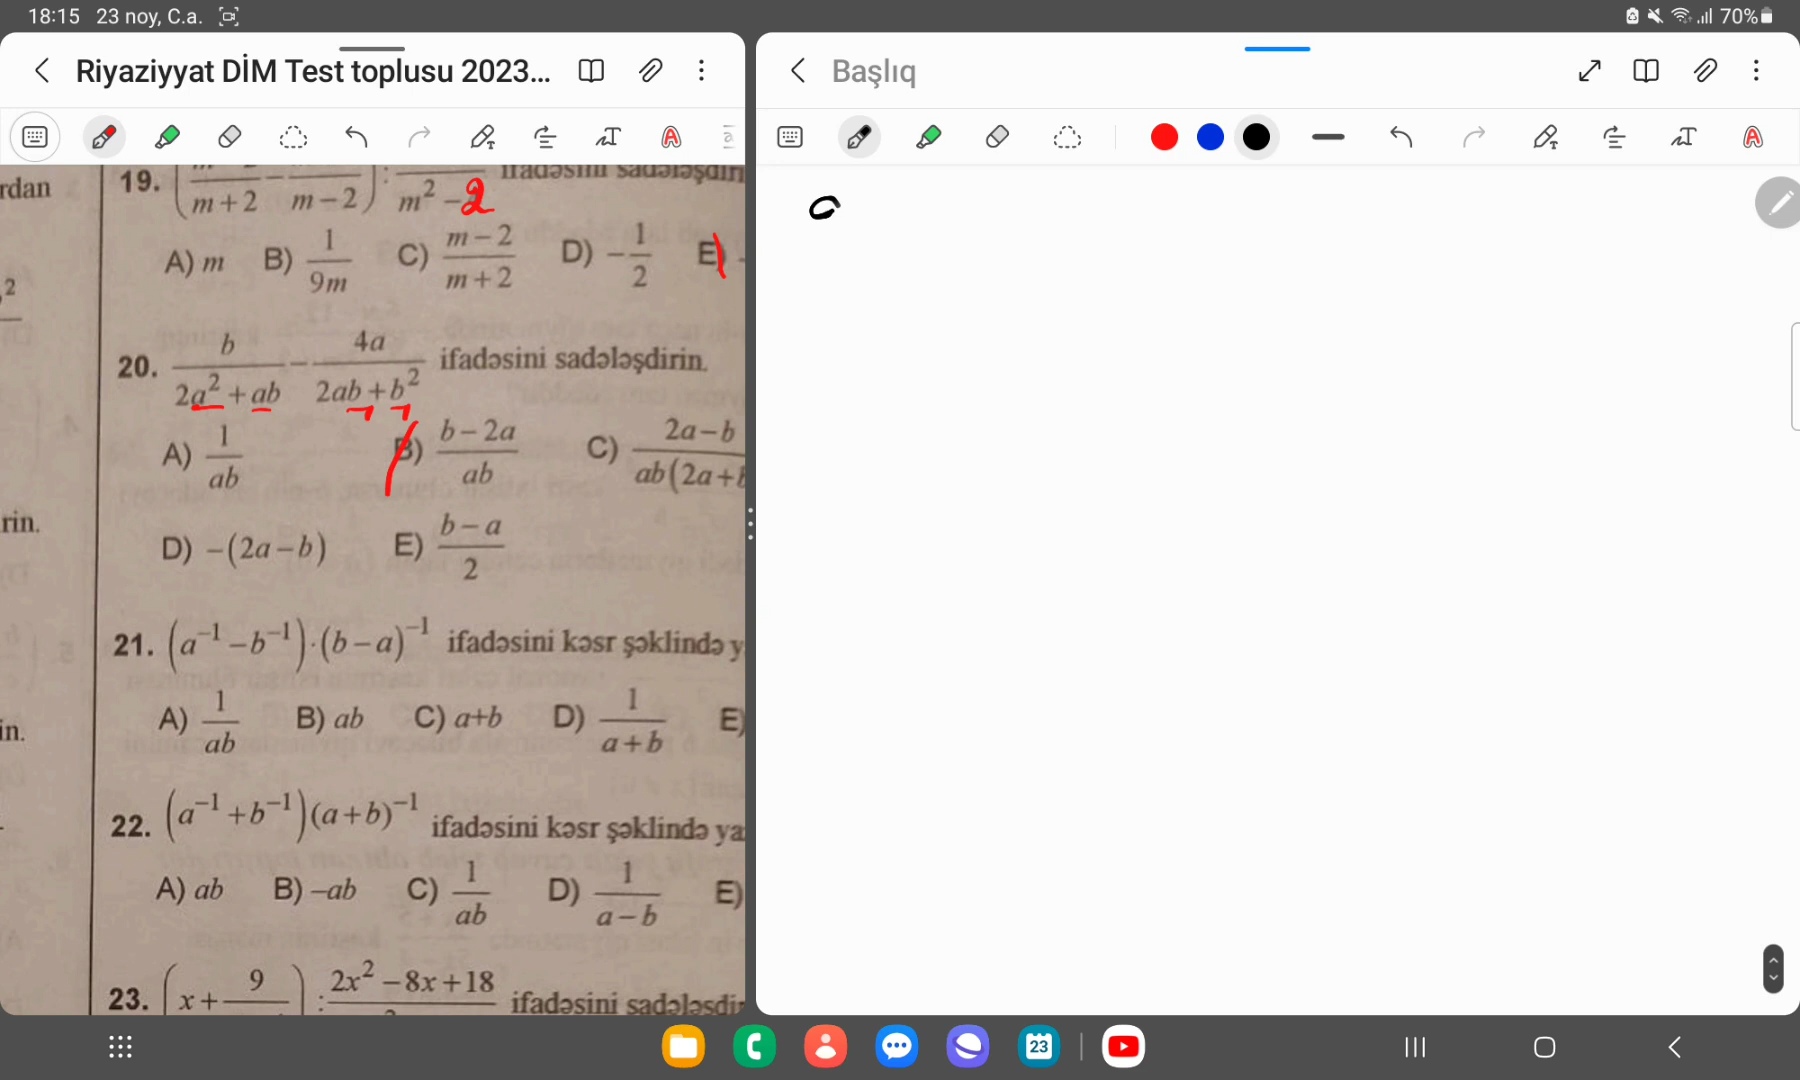 18:15 23 noy, C.a. 70%
Riyaziyyat DİM Test toplusu 2023...
Başlıq
rdan
19. m+2 m−2 : m² − 2 ifadəsini sadələşdirin
A) m B) 1/9m C) m−2/m+2 D) −1/2 E)
2
20. b/2a²+ab − 4a/2ab+b² ifadəsini sadələşdirin.
A) 1/ab B) b−2a/ab C) 2a−b/ab(2a+b
rin.
D) −(2a−b) E) b−a/2
21. (a⁻¹−b⁻¹)·(b−a)⁻¹ ifadəsini kəsr şəklində y
in.
A) 1/ab B) ab C) a+b D) 1/a+b E)
22. (a⁻¹+b⁻¹)(a+b)⁻¹ ifadəsini kəsr şəklində ya
A) ab B) −ab C) 1/ab D) 1/a−b E)
23. (x+ 9 ) : 2x²−8x+18 ifadəsini sadələşdir
23